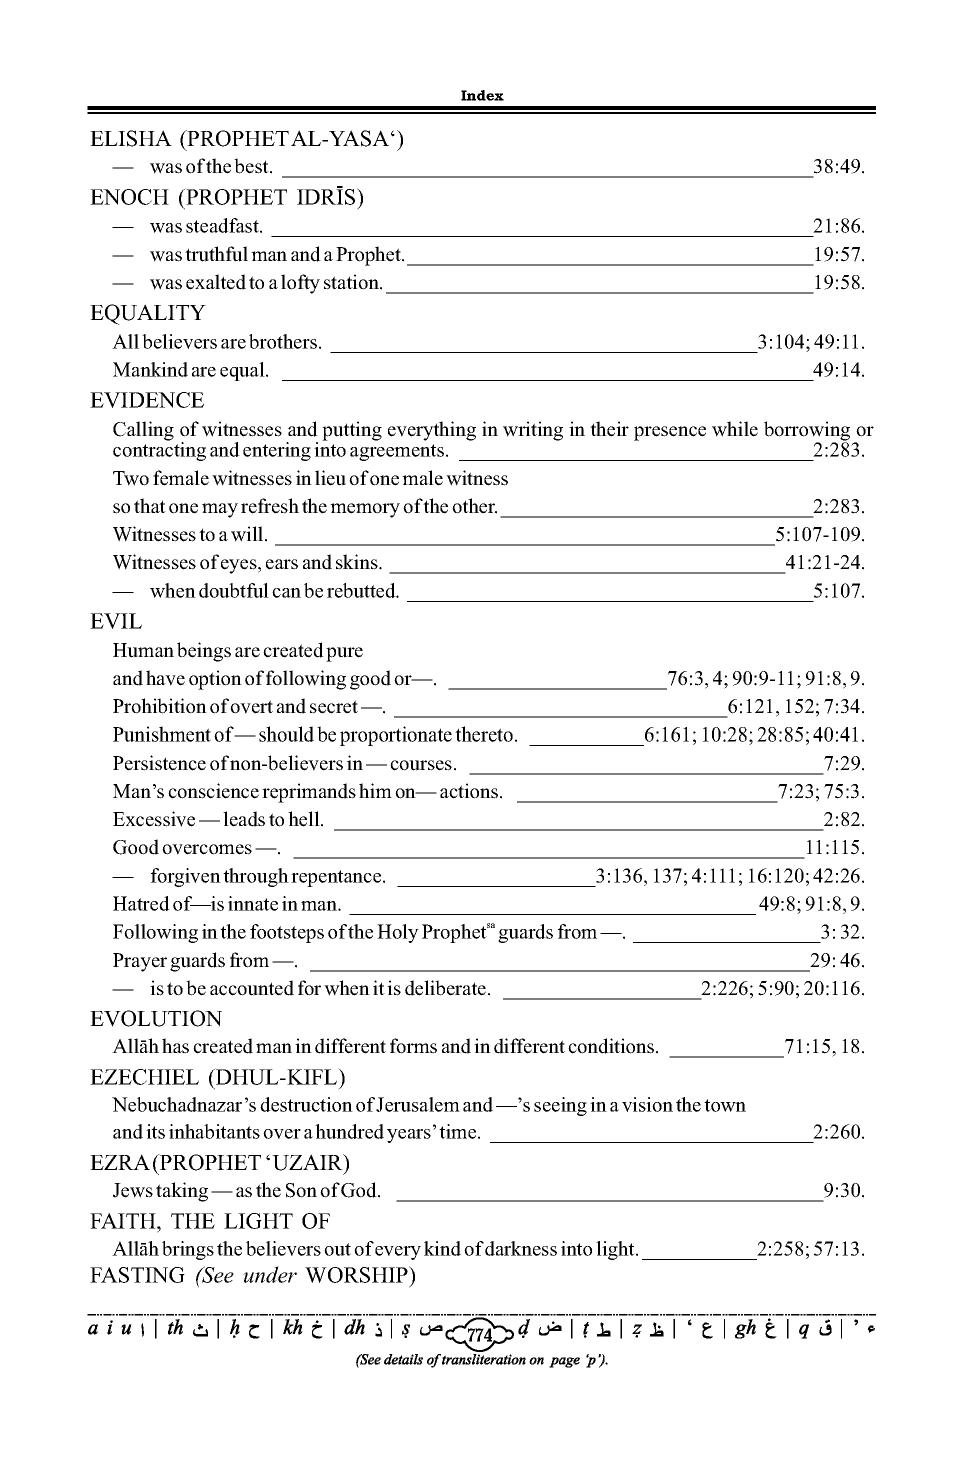 Index
ELISHA (PROPHET AL-YASA‘)
— was of the best. 38:49.
ENOCH (PROPHET IDRĪS)
— was steadfast. 21:86.
— was truthful man and a Prophet. 19:57.
— was exalted to a lofty station. 19:58.
EQUALITY
All believers are brothers. 3:104; 49:11.
Mankind are equal. 49:14.
EVIDENCE
Calling of witnesses and putting everything in writing in their presence while borrowing or
contracting and entering into agreements. 2:283.
Two female witnesses in lieu of one male witness
so that one may refresh the memory of the other. 2:283.
Witnesses to a will. 5:107-109.
Witnesses of eyes, ears and skins. 41:21-24.
— when doubtful can be rebutted. 5:107.
EVIL
Human beings are created pure
and have option of following good or—. 76:3, 4; 90:9-11; 91:8, 9.
Prohibition of overt and secret —. 6:121, 152; 7:34.
Punishment of — should be proportionate thereto. 6:161; 10:28; 28:85; 40:41.
Persistence of non-believers in — courses. 7:29.
Man’s conscience reprimands him on— actions. 7:23; 75:3.
Excessive — leads to hell. 2:82.
Good overcomes —. 11:115.
— forgiven through repentance. 3:136, 137; 4:111; 16:120; 42:26.
Hatred of—is innate in man. 49:8; 91:8, 9.
Following in the footsteps of the Holy Prophetsa guards from —. 3: 32.
Prayer guards from —. 29: 46.
— is to be accounted for when it is deliberate. 2:226; 5:90; 20:116.
EVOLUTION
Allāh has created man in different forms and in different conditions. 71:15, 18.
EZECHIEL (DHUL-KIFL)
Nebuchadnazar’s destruction of Jerusalem and —’s seeing in a vision the town
and its inhabitants over a hundred years’ time. 2:260.
EZRA (PROPHET ‘UZAIR)
Jews taking — as the Son of God. 9:30.
FAITH, THE LIGHT OF
Allāh brings the believers out of every kind of darkness into light. 2:258; 57:13.
FASTING (See under WORSHIP)
a i u ا | th ث | ḥ ح | kh خ | dh ذ | ṣ ص 774 ḍ ض | ṭ ط | ẓ ظ | ‘ ع | gh غ | q ق | ’ ء
(See details of transliteration on page ‘p’).